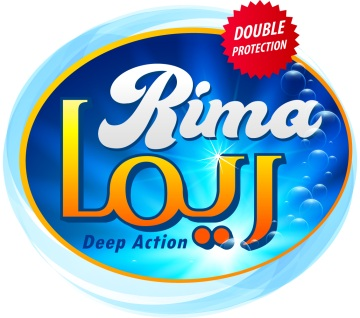 DOUBLE
PROTECTION
Rima
ريما
Deep Action